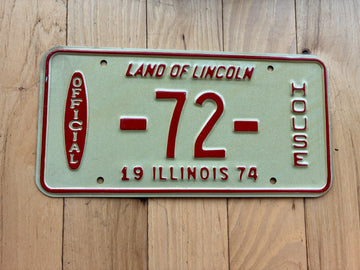 LAND OF LINCOLN
OFFICIAL
-72-
HOUSE
19 ILLINOIS 74